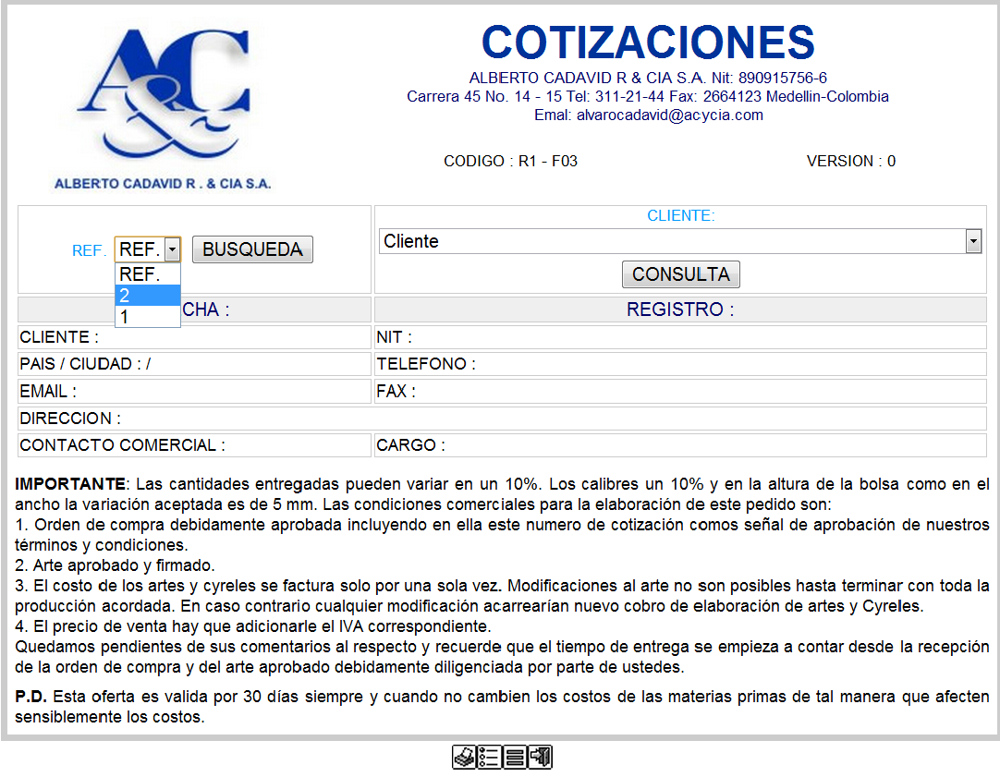 A&C
ALBERTO CADAVID R . & CIA S.A.
COTIZACIONES
ALBERTO CADAVID R & CIA S.A. Nit: 890915756-6
Carrera 45 No. 14 - 15 Tel: 311-21-44 Fax: 2664123 Medellin-Colombia
Emal: alvarocadavid@acycia.com
CODIGO : R1 - F03 VERSION : 0
REF. REF. BUSQUEDA
REF.
2
1
CLIENTE:
Cliente
CONSULTA
CHA : REGISTRO :
CLIENTE : NIT :
PAIS / CIUDAD : / TELEFONO :
EMAIL : FAX :
DIRECCION :
CONTACTO COMERCIAL : CARGO :
IMPORTANTE: Las cantidades entregadas pueden variar en un 10%. Los calibres un 10% y en la altura de la bolsa como en el
ancho la variación aceptada es de 5 mm. Las condiciones comerciales para la elaboración de este pedido son:
1. Orden de compra debidamente aprobada incluyendo en ella este numero de cotización comos señal de aprobación de nuestros
términos y condiciones.
2. Arte aprobado y firmado.
3. El costo de los artes y cyreles se factura solo por una sola vez. Modificaciones al arte no son posibles hasta terminar con toda la
producción acordada. En caso contrario cualquier modificación acarrearían nuevo cobro de elaboración de artes y Cyreles.
4. El precio de venta hay que adicionarle el IVA correspondiente.
Quedamos pendientes de sus comentarios al respecto y recuerde que el tiempo de entrega se empieza a contar desde la recepción
de la orden de compra y del arte aprobado debidamente diligenciada por parte de ustedes.
P.D. Esta oferta es valida por 30 días siempre y cuando no cambien los costos de las materias primas de tal manera que afecten
sensiblemente los costos.